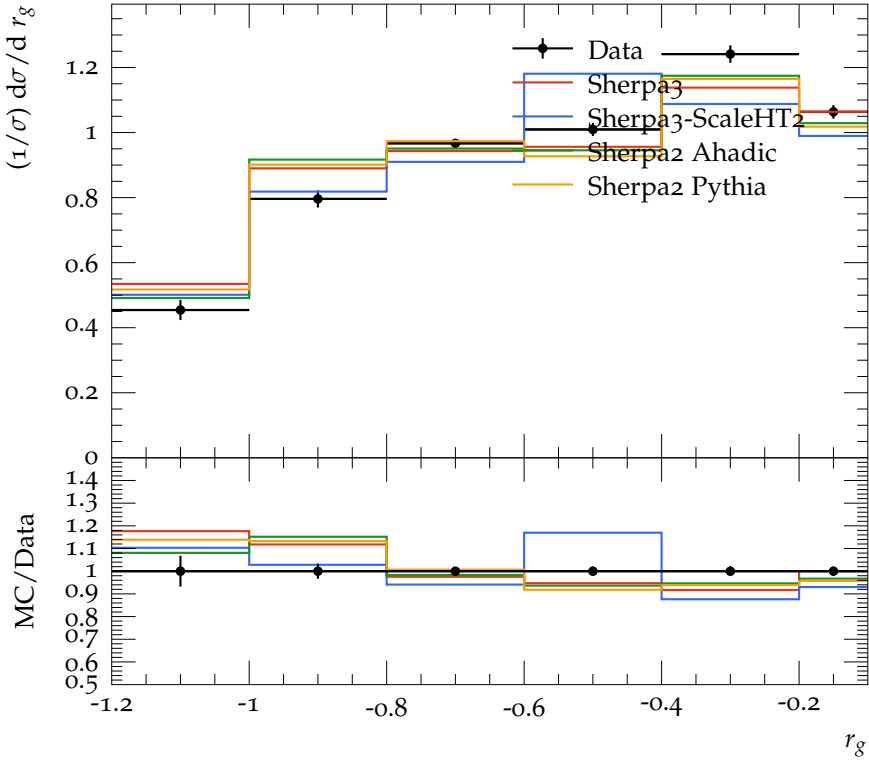 (1/σ) dσ/d r_g
1.2
1
0.8
0.6
0.4
0.2
0
Data
Sherpa3
Sherpa3-ScaleHT2
Sherpa2 Ahadic
Sherpa2 Pythia
MC/Data
1.4
1.3
1.2
1.1
1
0.9
0.8
0.7
0.6
0.5
-1.2
-1
-0.8
-0.6
-0.4
-0.2
r_g